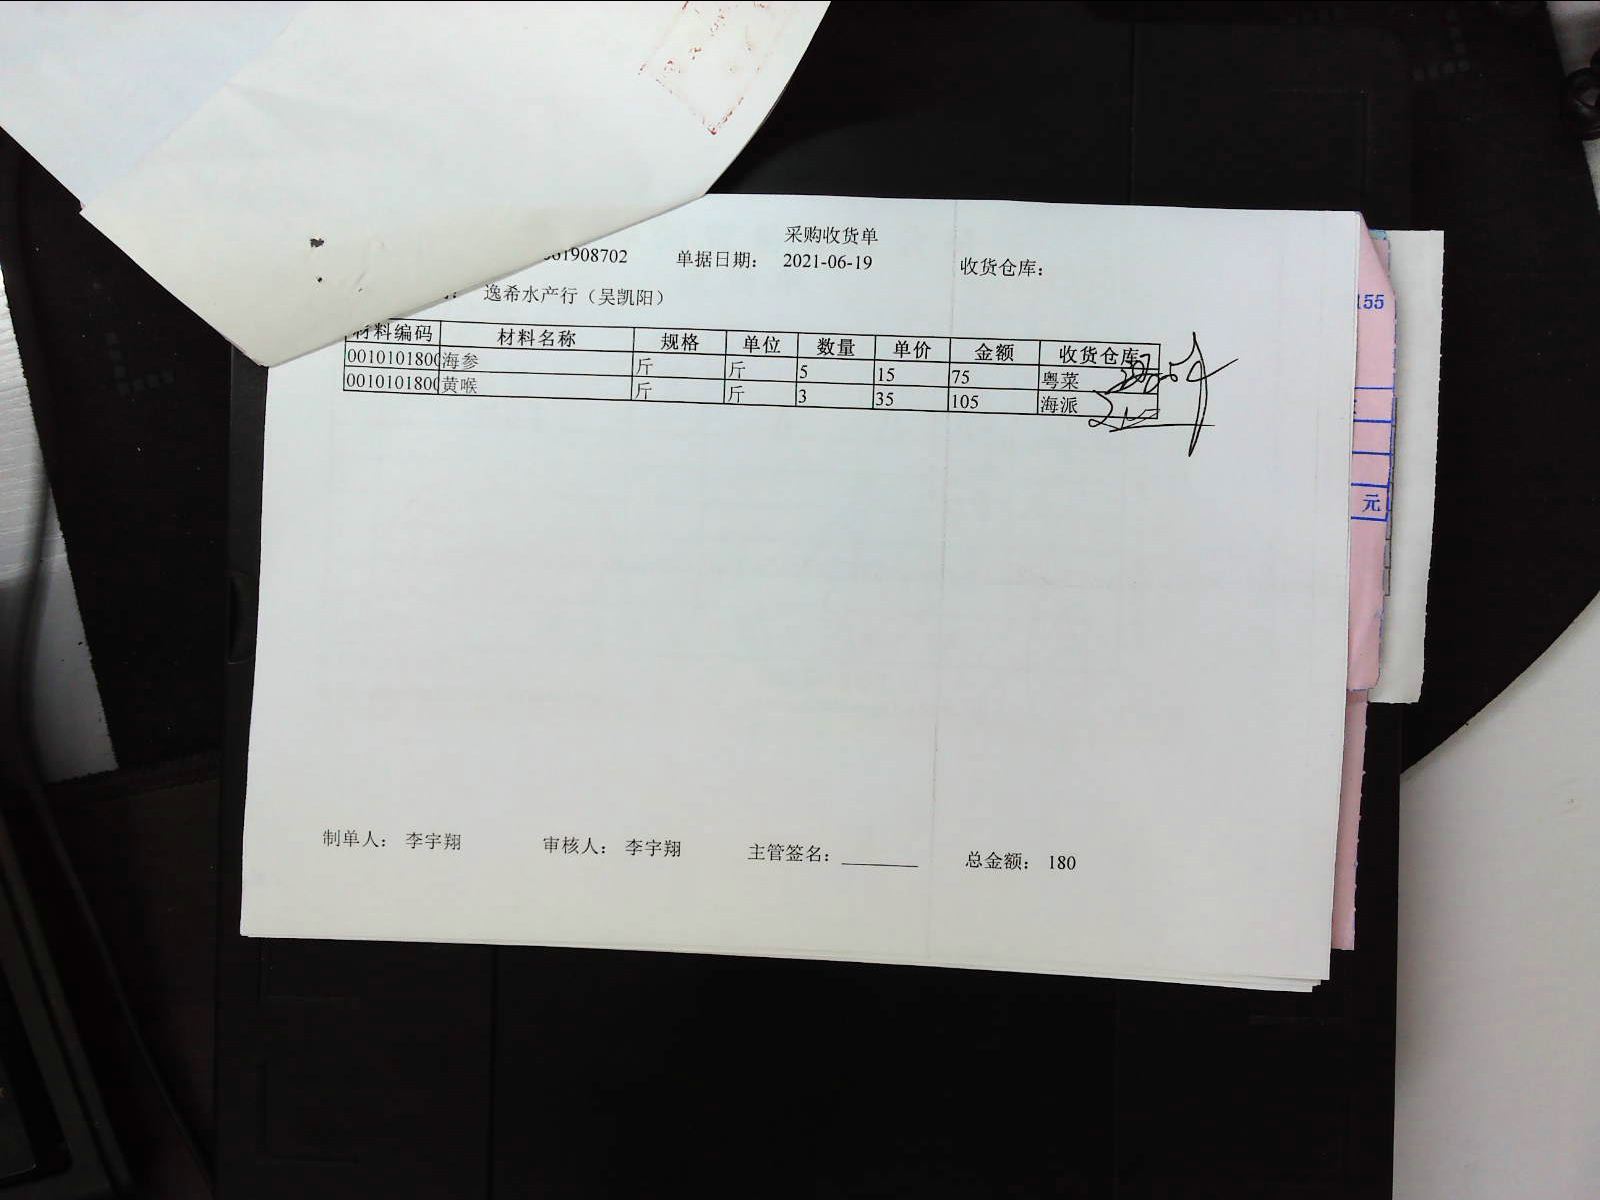 采购收货单
01908702 单据日期: 2021-06-19 收货仓库:
逸希水产行（吴凯阳）
材料编码 材料名称 规格 单位 数量 单价 金额 收货仓库
0010101800 海参 斤 斤 5 15 75 粤菜
0010101800 黄喉 斤 斤 3 35 105 海派
155
元
制单人: 李宇翔 审核人: 李宇翔 主管签名: 总金额: 180